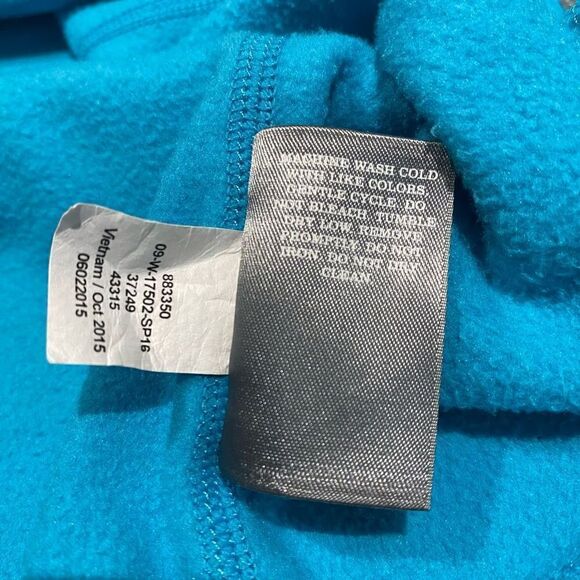 MACHINE WASH COLD
WITH LIKE COLORS,
GENTLE CYCLE. DO
NOT BLEACH. TUMBLE
DRY LOW. REMOVE
PROMPTLY. DO NOT
IRON. DO NOT DRY
CLEAN
883350
09-W-17502-SP16
37249
43315
Vietnam / Oct 2015
06022015